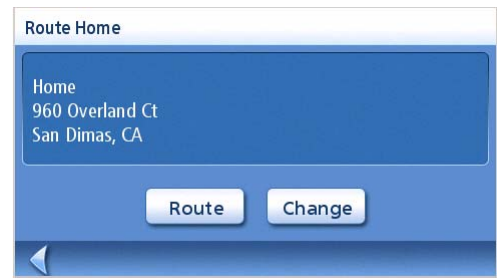 Route Home
Home
960 Overland Ct
San Dimas, CA
Route
Change